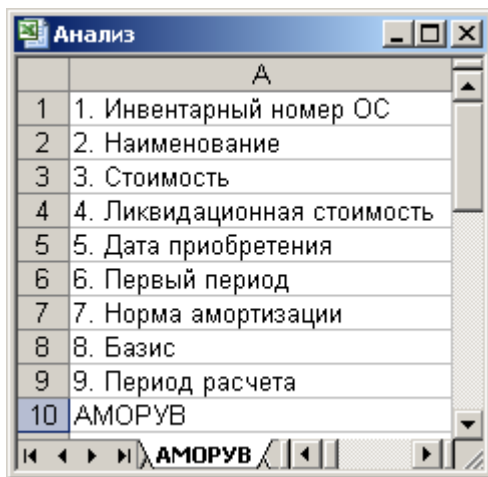 Анализ
A
1 1. Инвентарный номер ОС
2 2. Наименование
3 3. Стоимость
4 4. Ликвидационная стоимость
5 5. Дата приобретения
6 6. Первый период
7 7. Норма амортизации
8 8. Базис
9 9. Период расчета
10 АМОРУВ
АМОРУВ